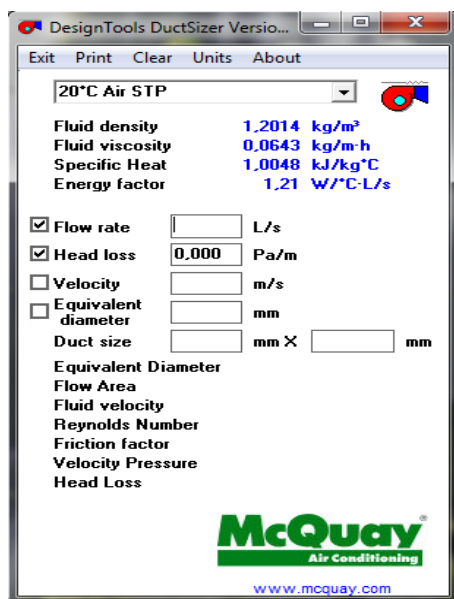 DesignTools DuctSizer Versio...
Exit Print Clear Units About
20°C Air STP
Fluid density 1,2014 kg/m³
Fluid viscosity 0,0643 kg/m·h
Specific Heat 1,0048 kJ/kg°C
Energy factor 1,21 W/°C·L/s
Flow rate L/s
Head loss 0,000 Pa/m
Velocity m/s
Equivalent
diameter mm
Duct size mm X mm
Equivalent Diameter
Flow Area
Fluid velocity
Reynolds Number
Friction factor
Velocity Pressure
Head Loss
McQuay®
Air Conditioning
www.mcquay.com